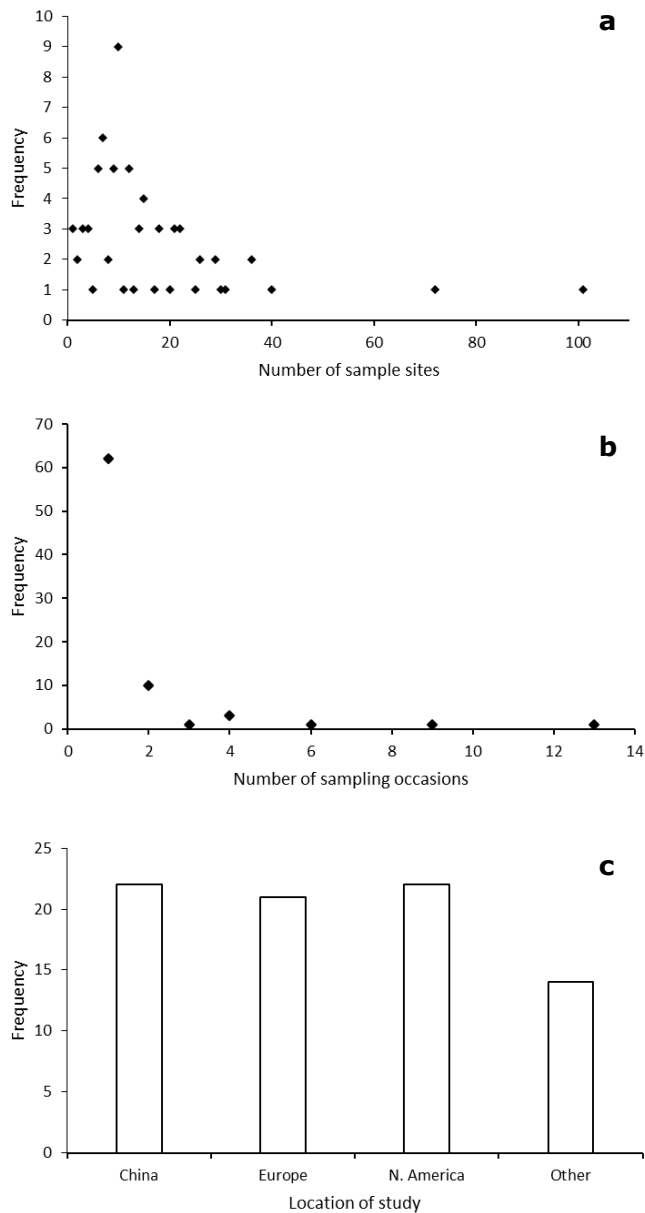 a
10
9
8
7
6
5
4
3
2
1
0
Frequency
0 20 40 60 80 100
Number of sample sites
b
70
60
50
40
30
20
10
0
Frequency
0 2 4 6 8 10 12 14
Number of sampling occasions
c
25
20
15
10
5
0
Frequency
China Europe N. America Other
Location of study